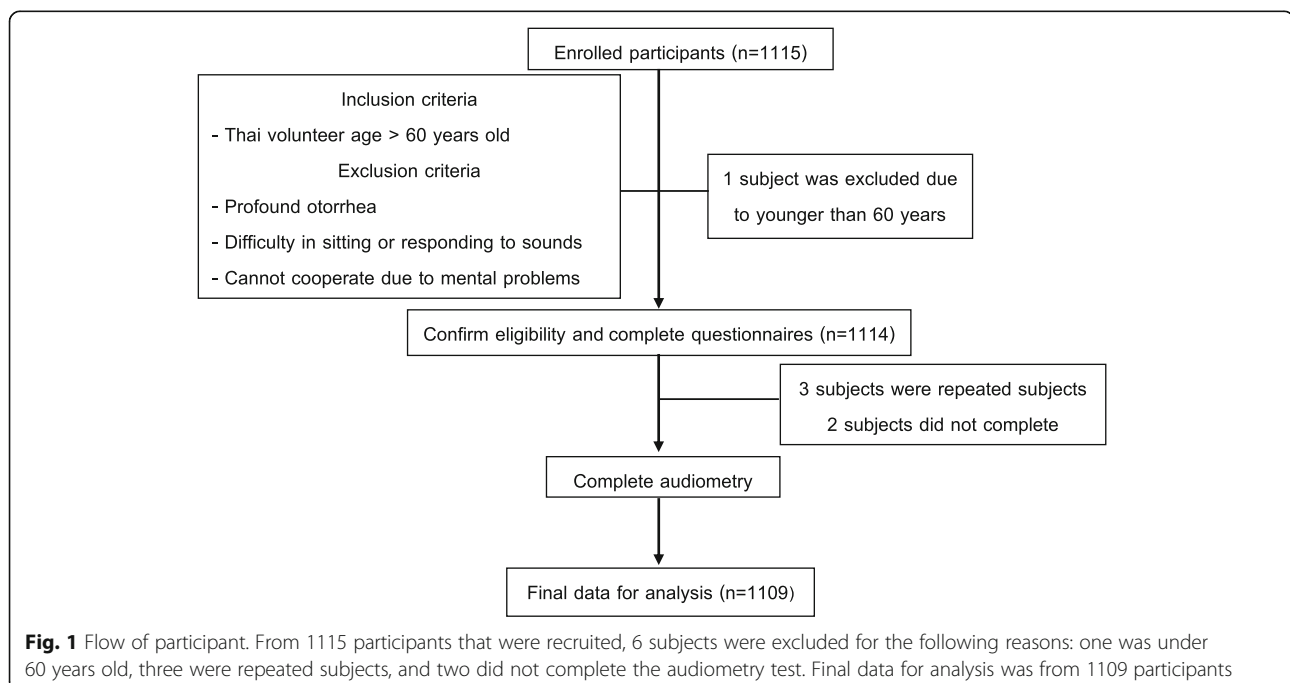 Enrolled participants (n=1115)
Inclusion criteria
- Thai volunteer age > 60 years old
Exclusion criteria
- Profound otorrhea
- Difficulty in sitting or responding to sounds
- Cannot cooperate due to mental problems
1 subject was excluded due
to younger than 60 years
Confirm eligibility and complete questionnaires (n=1114)
3 subjects were repeated subjects
2 subjects did not complete
Complete audiometry
Final data for analysis (n=1109)
Fig. 1 Flow of participant. From 1115 participants that were recruited, 6 subjects were excluded for the following reasons: one was under
60 years old, three were repeated subjects, and two did not complete the audiometry test. Final data for analysis was from 1109 participants